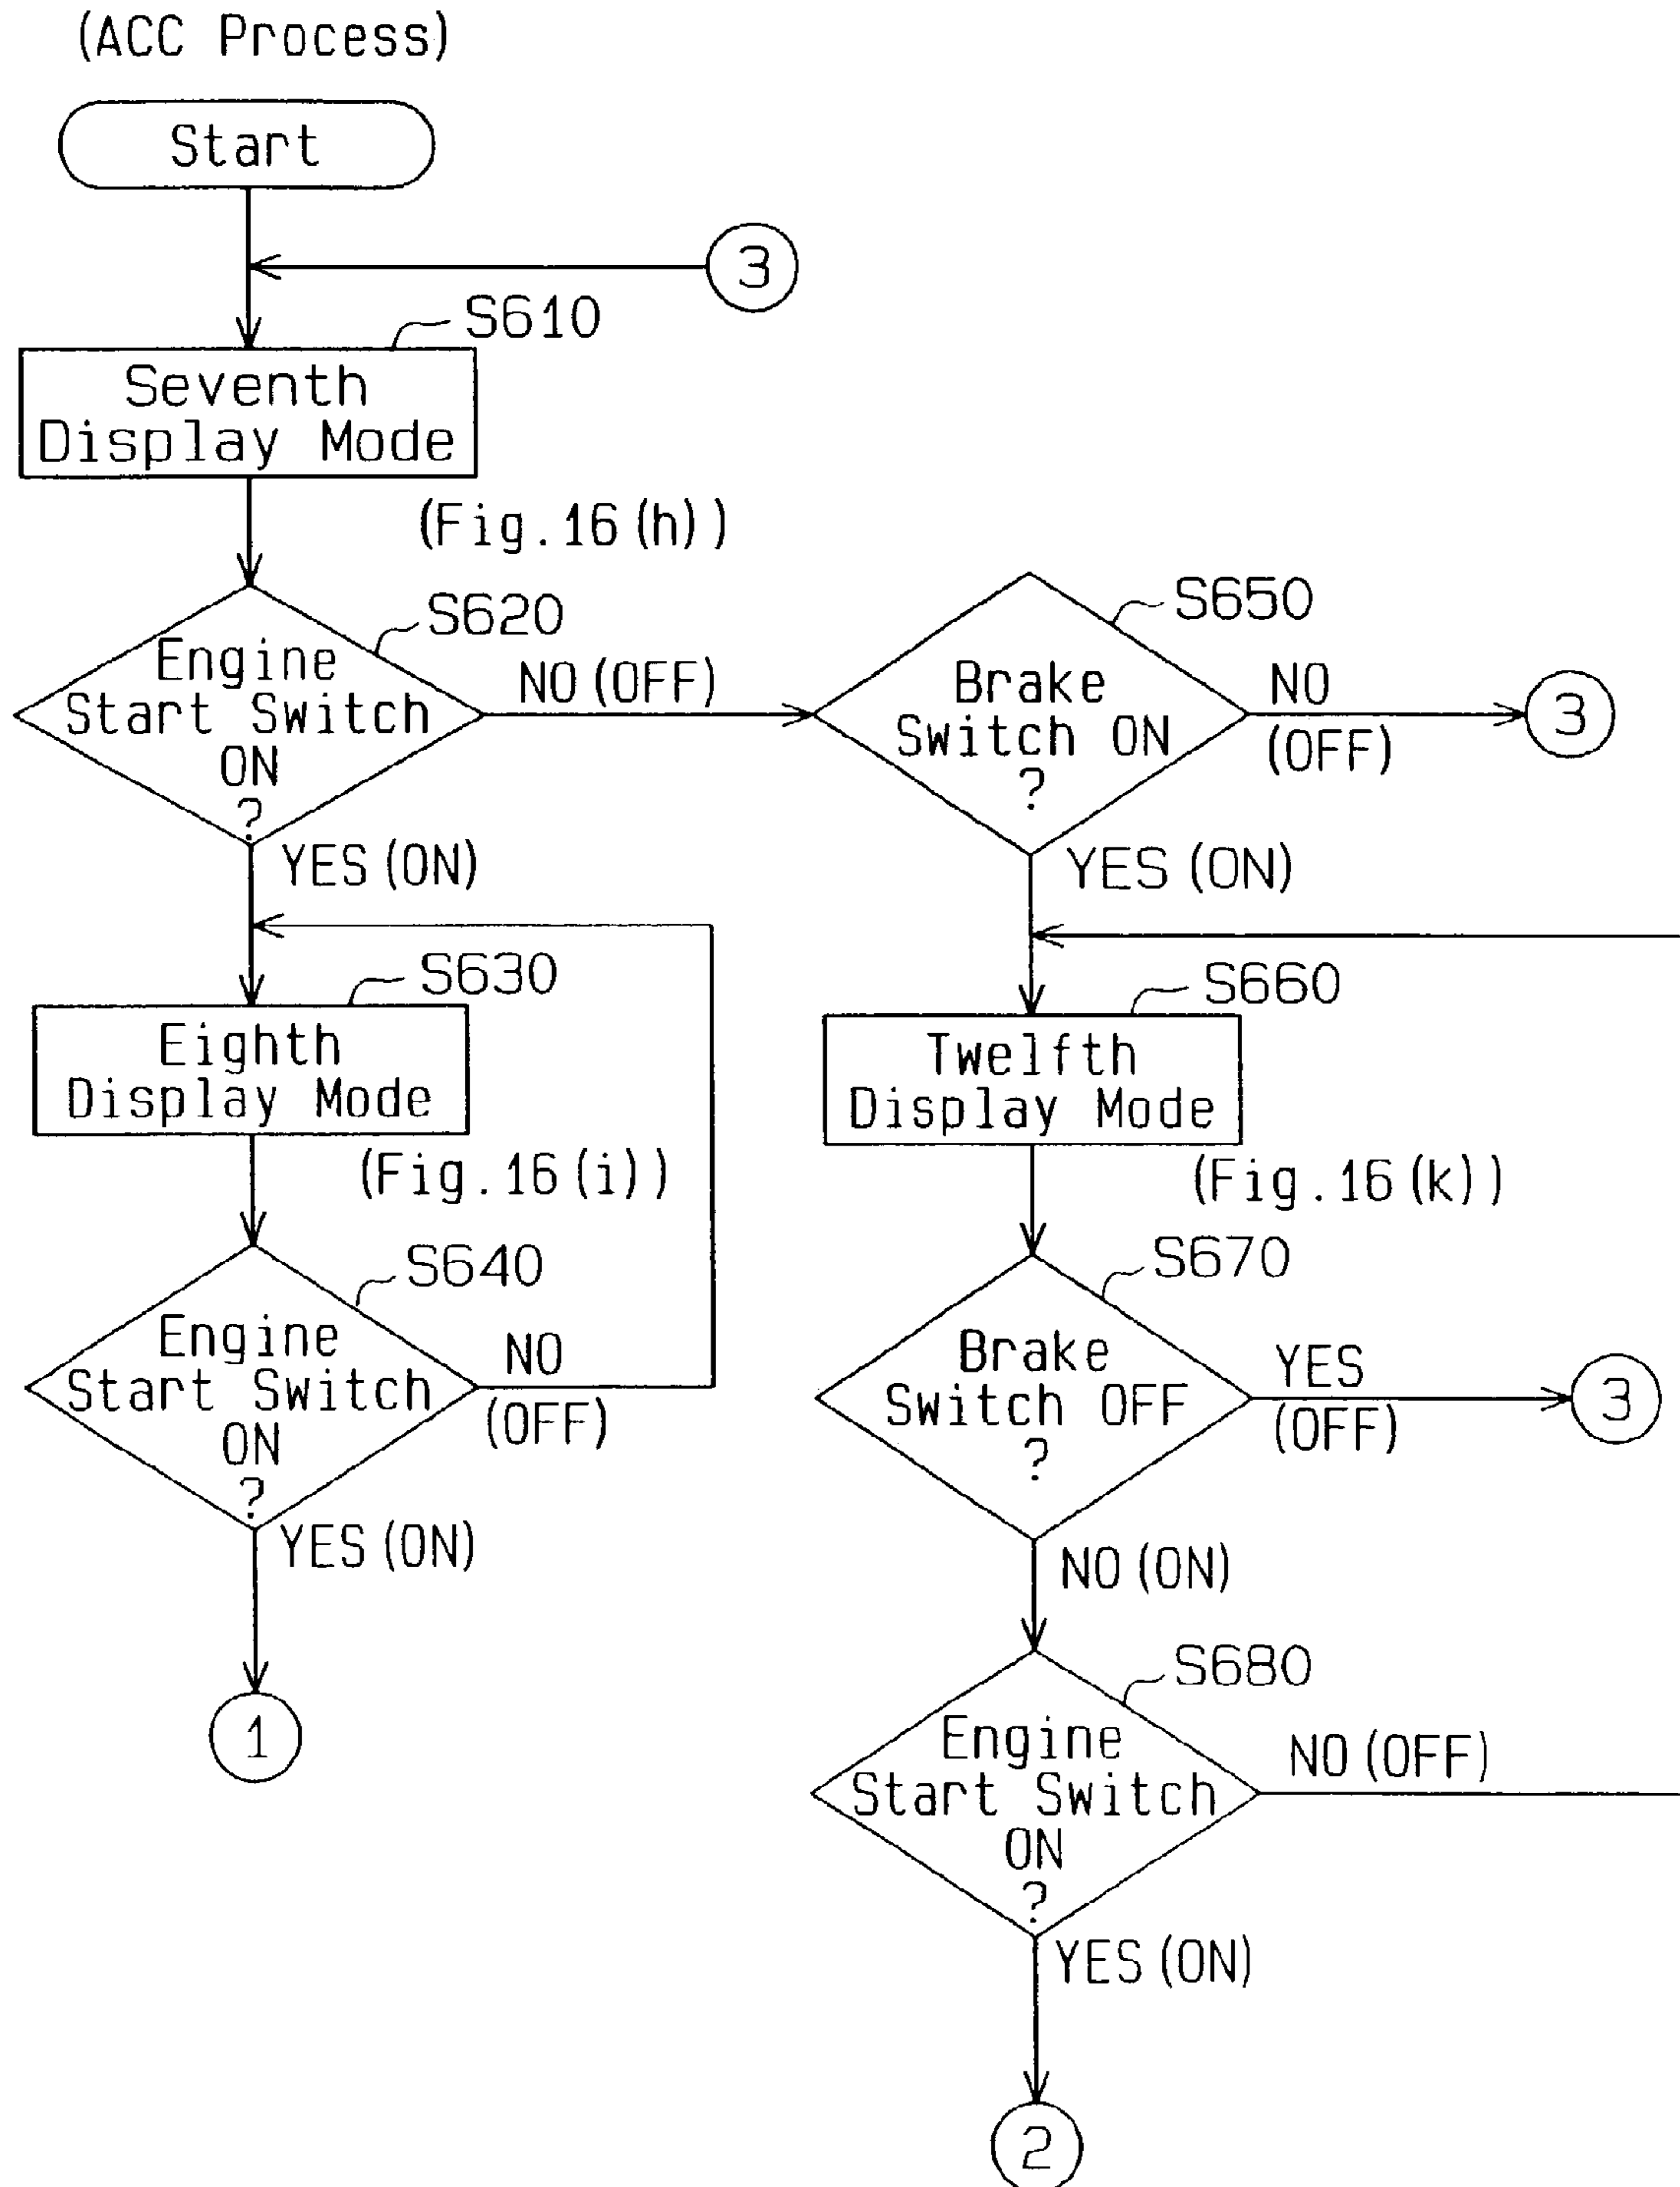 (ACC Process)
Start
3
S610
Seventh
Display Mode
(Fig.16(h))
S620
Engine
Start Switch
ON
?
NO(OFF)
YES(ON)
S650
Brake
Switch ON
?
NO
(OFF)
3
YES(ON)
S630
Eighth
Display Mode
(Fig.16(i))
S660
Twelfth
Display Mode
(Fig.16(k))
S640
Engine
Start Switch
ON
?
NO
(OFF)
YES(ON)
1
S670
Brake
Switch OFF
?
YES
(OFF)
3
NO(ON)
S680
Engine
Start Switch
ON
?
NO(OFF)
YES(ON)
2